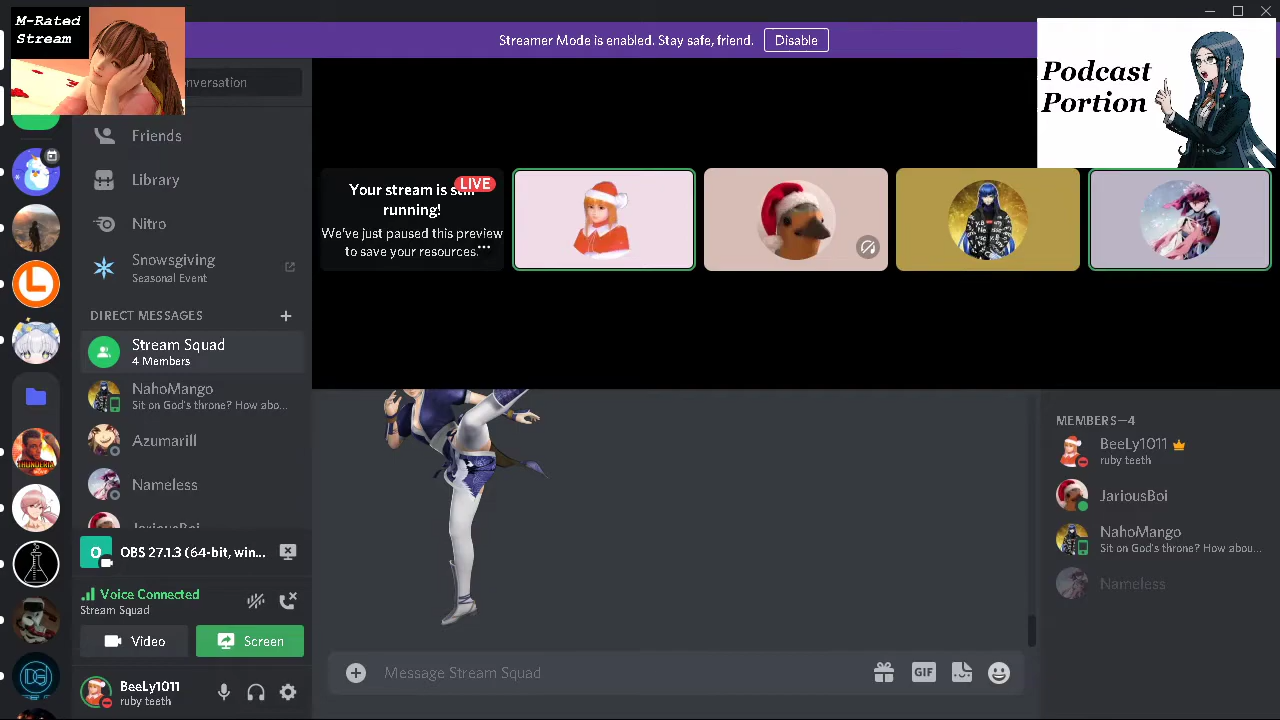 M-Rated
Stream
Streamer Mode is enabled. Stay safe, friend.
Disable
Podcast
Portion
onversation
Friends
Library
Nitro
Snowsgiving
Seasonal Event
DIRECT MESSAGES
Stream Squad
4 Members
NahoMango
Sit on God's throne? How abo...
Azumarill
Nameless
JariousBoi
OBS 27.1.3 (64-bit, win...
Voice Connected
Stream Squad
Video
Screen
BeeLy1011
ruby teeth
Your stream is still
LIVE
running!
We've just paused this preview
to save your resources.
Message Stream Squad
GIF
MEMBERS—4
BeeLy1011
ruby teeth
JariousBoi
NahoMango
Sit on God's throne? How abou...
Nameless